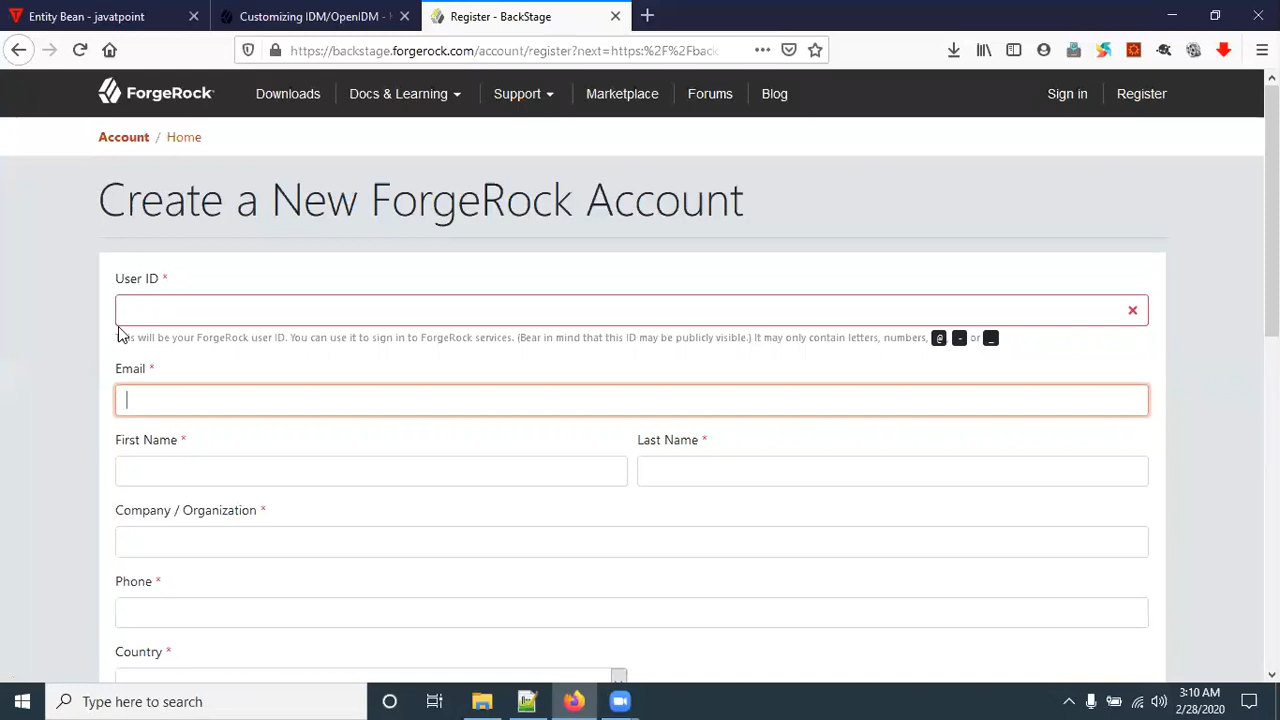 Entity Bean - javatpoint
Customizing IDM/OpenIDM -
Register - BackStage
https://backstage.forgerock.com/account/register?next=https:%2F%2Fback
ForgeRock
Downloads
Docs & Learning
Support
Marketplace
Forums
Blog
Sign in
Register
Account / Home
Create a New ForgeRock Account
User ID *
This will be your ForgeRock user ID. You can use it to sign in to ForgeRock services. (Bear in mind that this ID may be publicly visible.) It may only contain letters, numbers, @, - or _
Email *
First Name *
Last Name *
Company / Organization *
Phone *
Country *
Type here to search
3:10 AM
2/28/2020